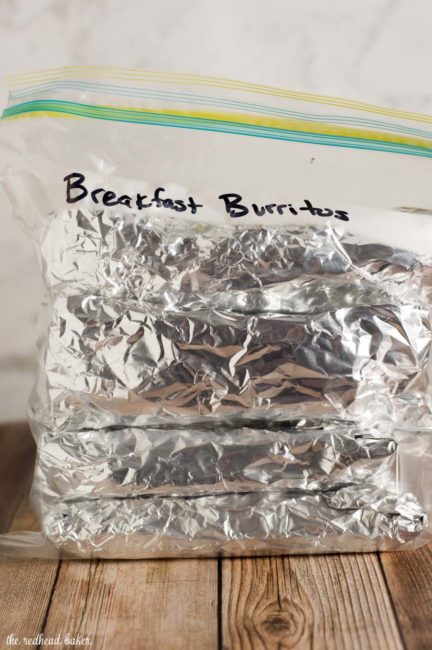 Breakfast Burritos
the redhead baker